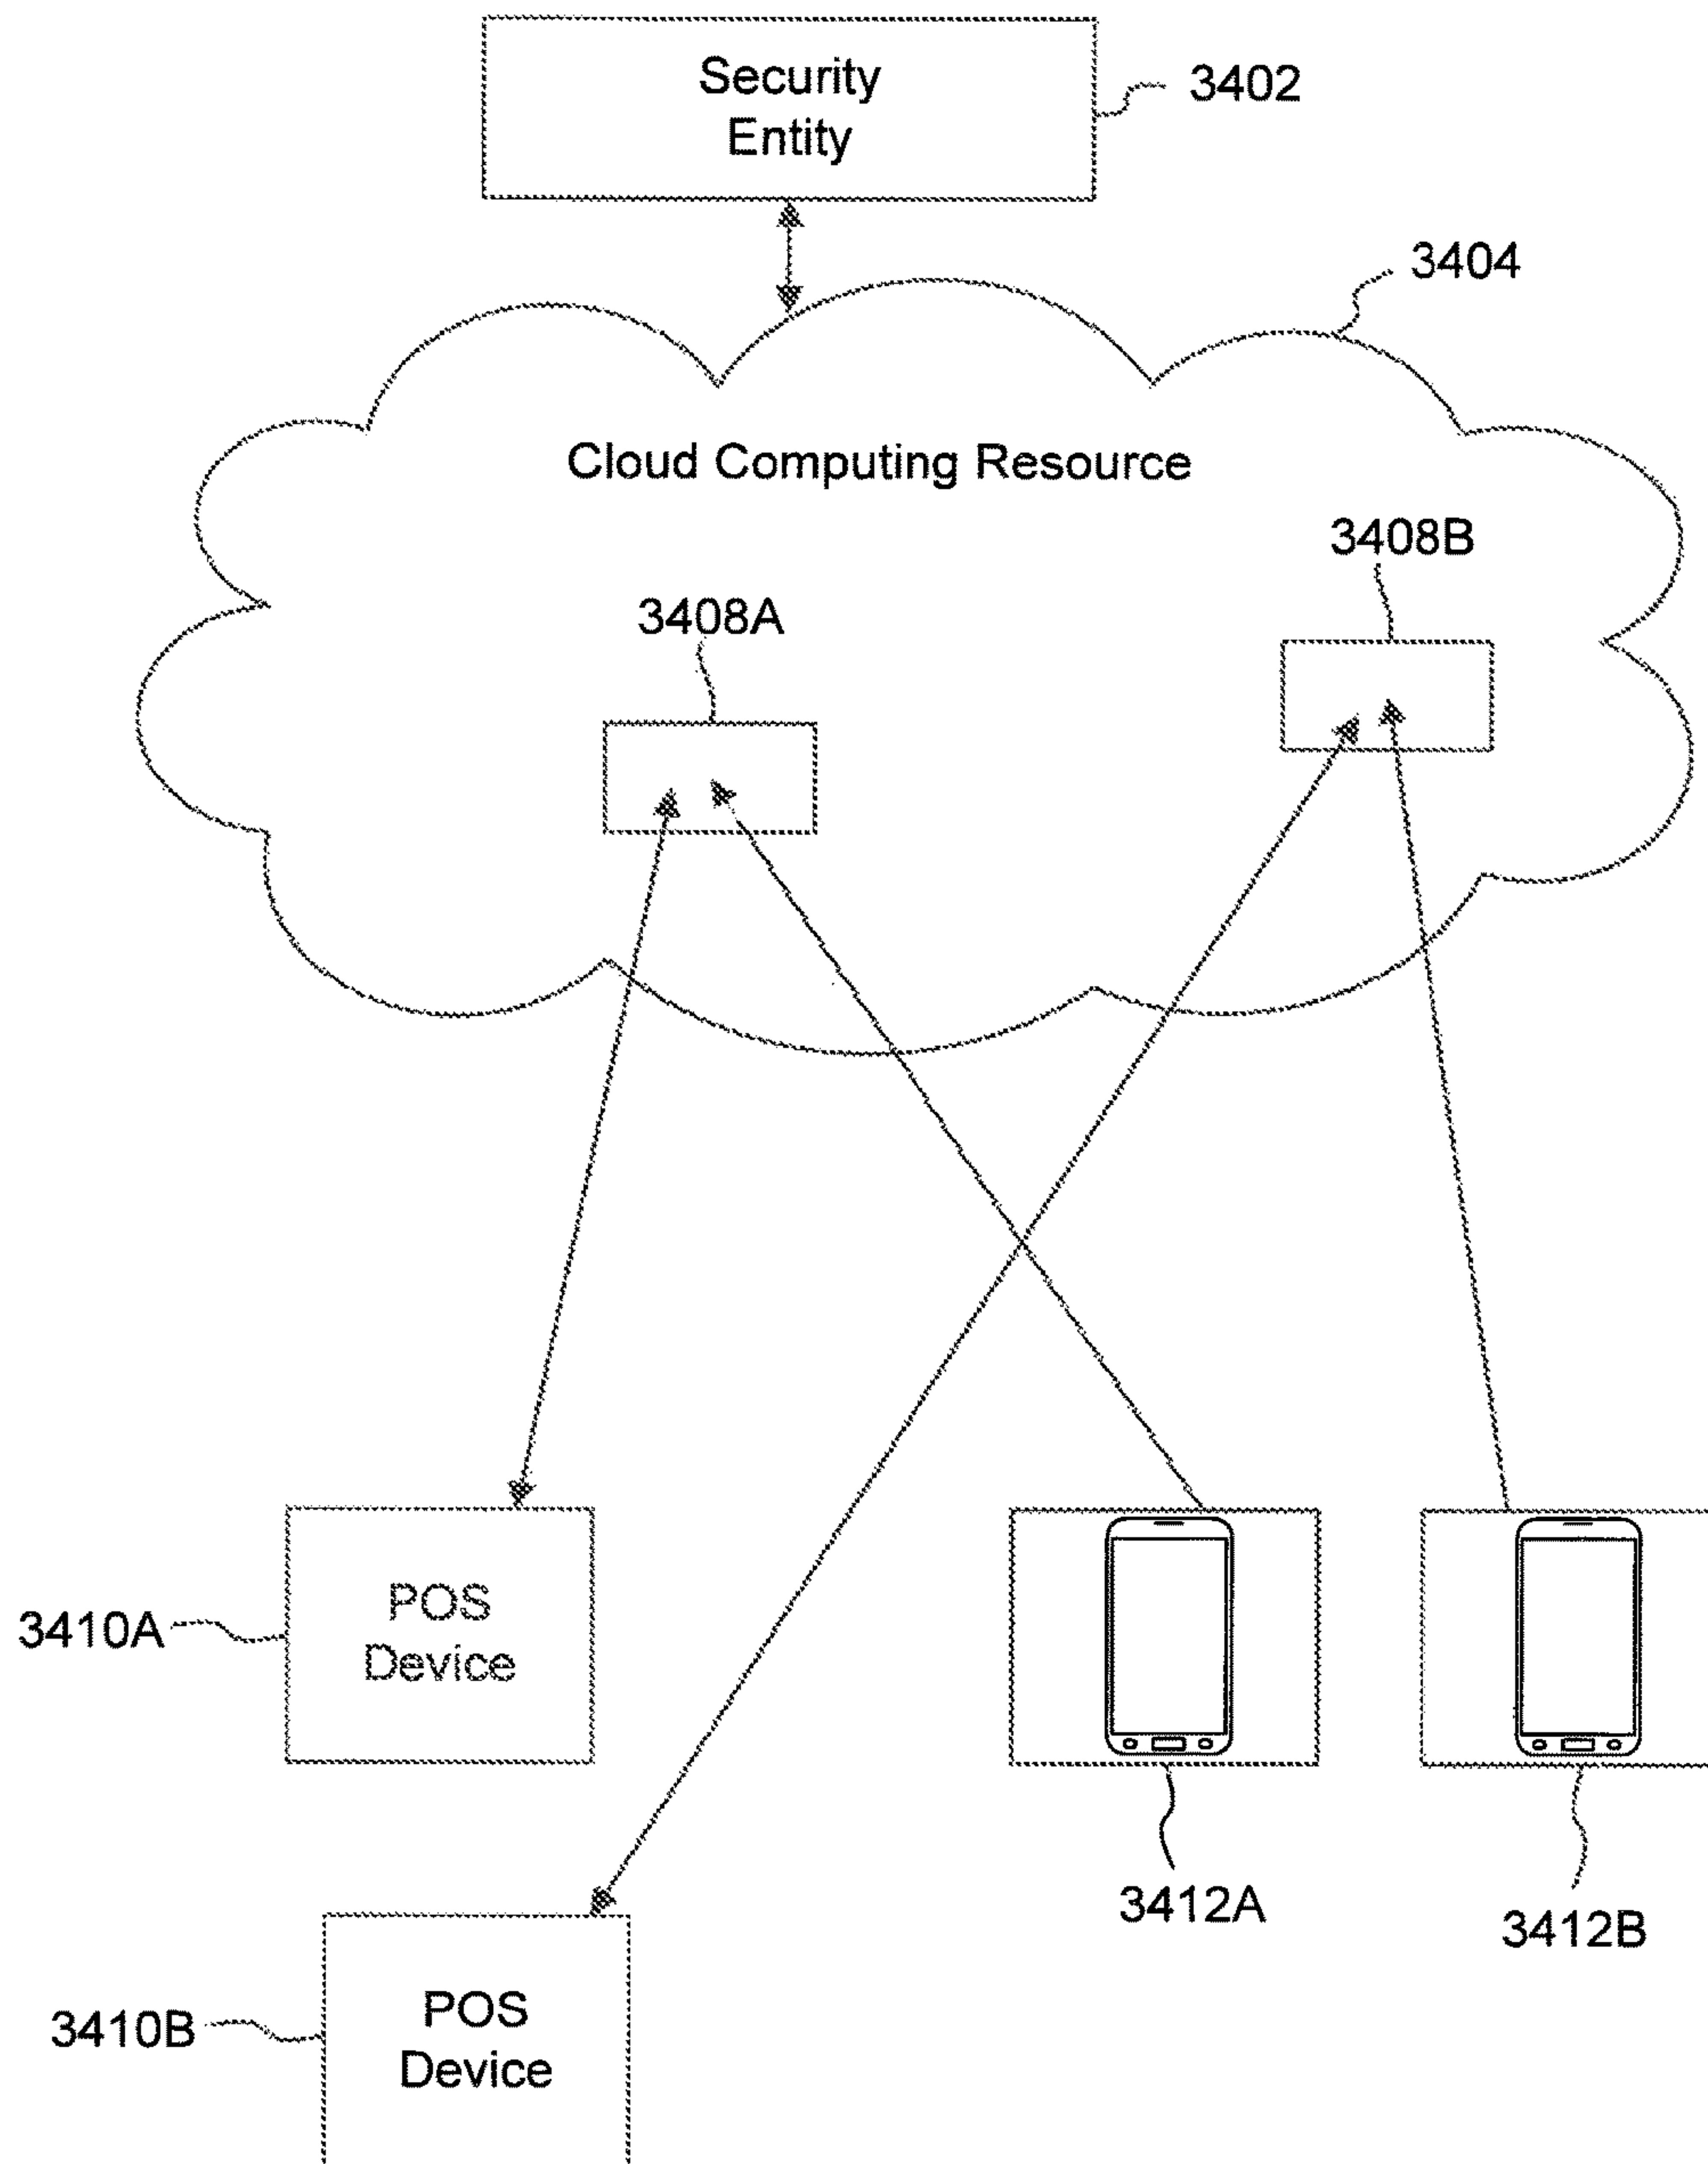 Security
Entity
3402
3404
Cloud Computing Resource
3408B
3408A
3410A
POS
Device
3412A
3412B
3410B
POS
Device